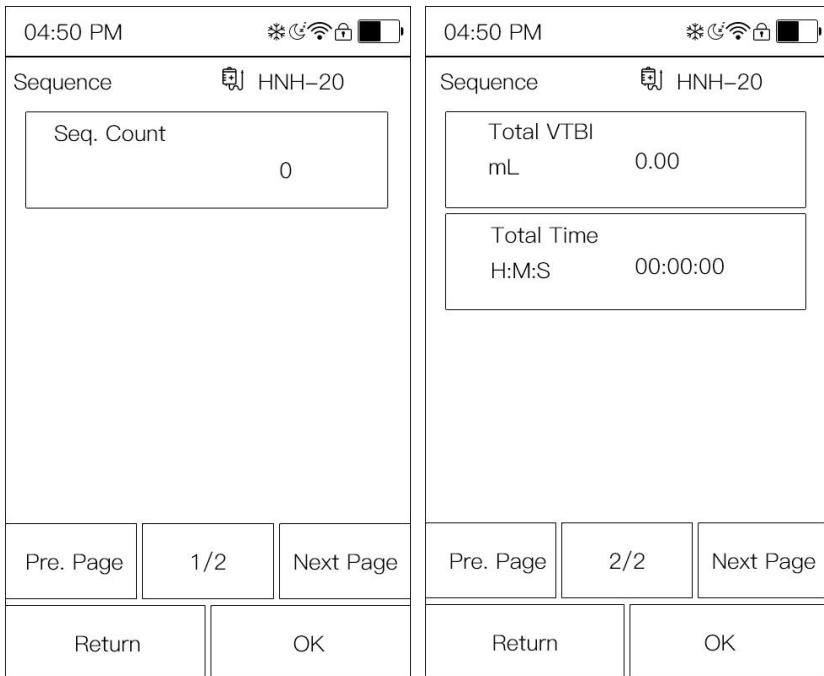 04:50 PM
Sequence HNH-20
Seq. Count
0
Pre. Page 1/2 Next Page
Return OK
04:50 PM
Sequence HNH-20
Total VTBI
mL 0.00
Total Time
H:M:S 00:00:00
Pre. Page 2/2 Next Page
Return OK